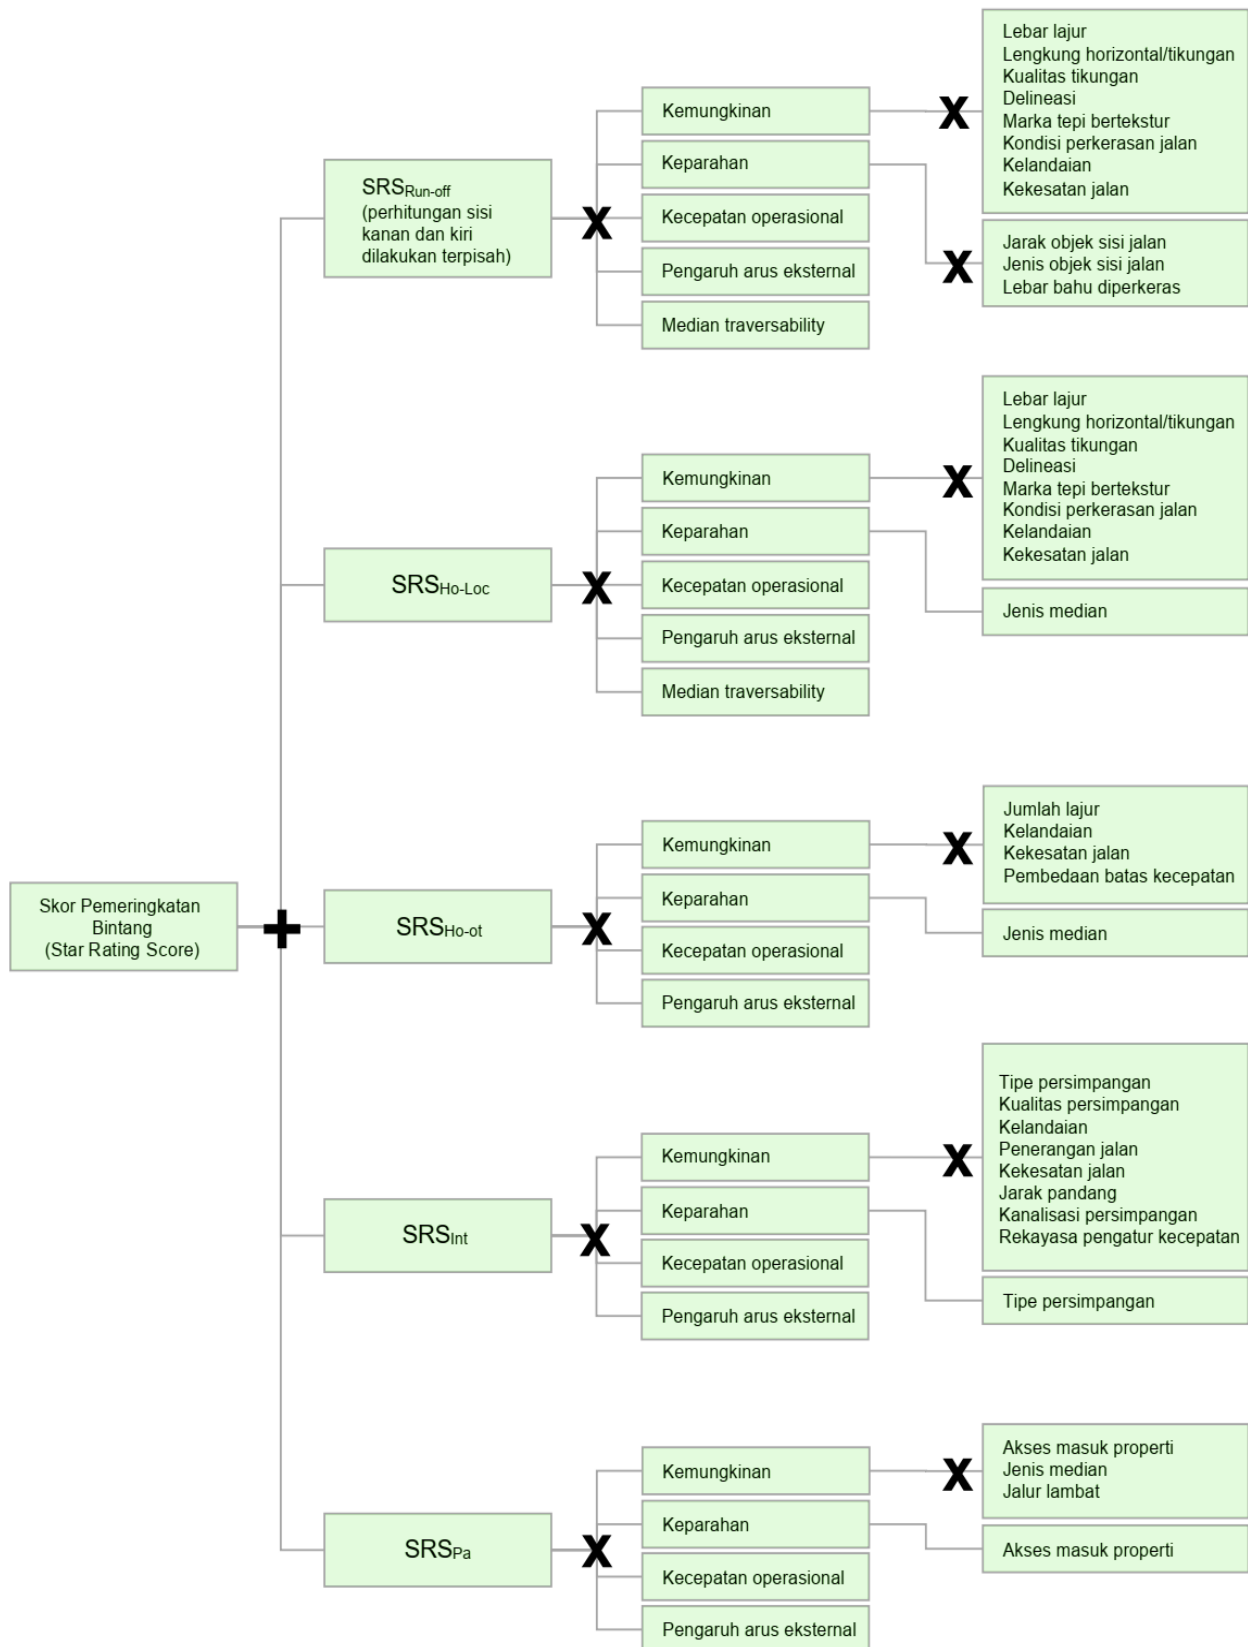 Skor Pemeringkatan
Bintang
(Star Rating Score)
+
SRSRun-off
(perhitungan sisi
kanan dan kiri
dilakukan terpisah)
X
Kemungkinan
Keparahan
Kecepatan operasional
Pengaruh arus eksternal
Median traversability
X
Lebar lajur
Lengkung horizontal/tikungan
Kualitas tikungan
Delineasi
Marka tepi bertekstur
Kondisi perkerasan jalan
Kelandaian
Kekesatan jalan
X
Jarak objek sisi jalan
Jenis objek sisi jalan
Lebar bahu diperkeras
SRSHo-Loc
X
Kemungkinan
Keparahan
Kecepatan operasional
Pengaruh arus eksternal
Median traversability
X
Lebar lajur
Lengkung horizontal/tikungan
Kualitas tikungan
Delineasi
Marka tepi bertekstur
Kondisi perkerasan jalan
Kelandaian
Kekesatan jalan
Jenis median
SRSHo-ot
X
Kemungkinan
Keparahan
Kecepatan operasional
Pengaruh arus eksternal
X
Jumlah lajur
Kelandaian
Kekesatan jalan
Pembedaan batas kecepatan
Jenis median
SRSInt
X
Kemungkinan
Keparahan
Kecepatan operasional
Pengaruh arus eksternal
X
Tipe persimpangan
Kualitas persimpangan
Kelandaian
Penerangan jalan
Kekesatan jalan
Jarak pandang
Kanalisasi persimpangan
Rekayasa pengatur kecepatan
Tipe persimpangan
SRSPa
X
Kemungkinan
Keparahan
Kecepatan operasional
Pengaruh arus eksternal
X
Akses masuk properti
Jenis median
Jalur lambat
Akses masuk properti